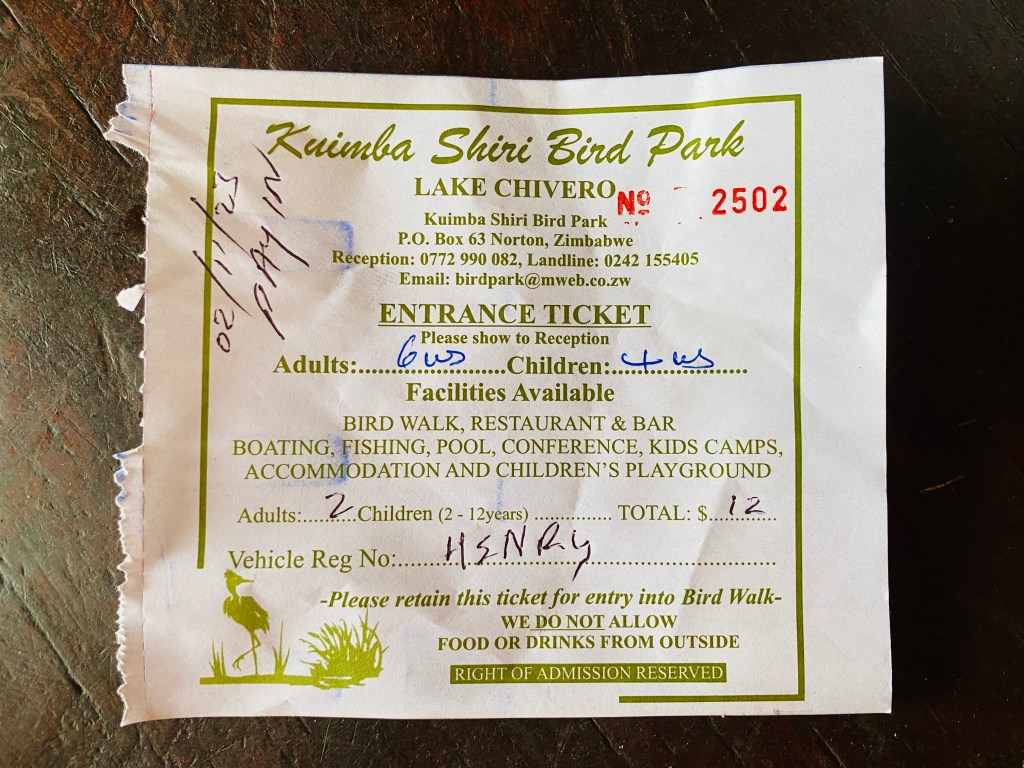 Kuimba Shiri Bird Park
LAKE CHIVERO
Nº 2502
Kuimba Shiri Bird Park
P.O. Box 63 Norton, Zimbabwe
Reception: 0772 990 082, Landline: 0242 155405
Email: birdpark@mweb.co.zw
02/11/23
PAY IN
ENTRANCE TICKET
Please show to Reception
Adults:.....6us.....Children:.....4us.....
Facilities Available
BIRD WALK, RESTAURANT & BAR
BOATING, FISHING, POOL, CONFERENCE, KIDS CAMPS,
ACCOMMODATION AND CHILDREN'S PLAYGROUND
Adults:.....2.....Children (2 - 12years) ............... TOTAL: $.....12.....
Vehicle Reg No:.....HENRY.....
-Please retain this ticket for entry into Bird Walk-
WE DO NOT ALLOW
FOOD OR DRINKS FROM OUTSIDE
RIGHT OF ADMISSION RESERVED